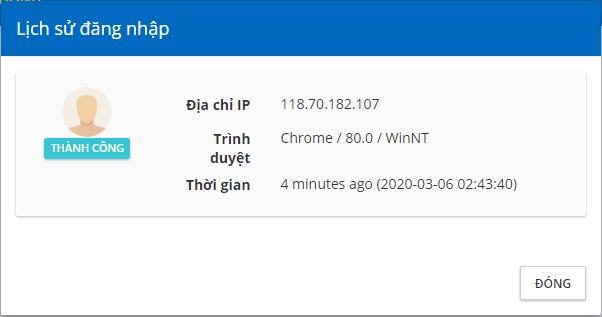 Lịch sử đăng nhập
THÀNH CÔNG
Địa chỉ IP 118.70.182.107
Trình duyệt Chrome / 80.0 / WinNT
Thời gian 4 minutes ago (2020-03-06 02:43:40)
ĐÓNG